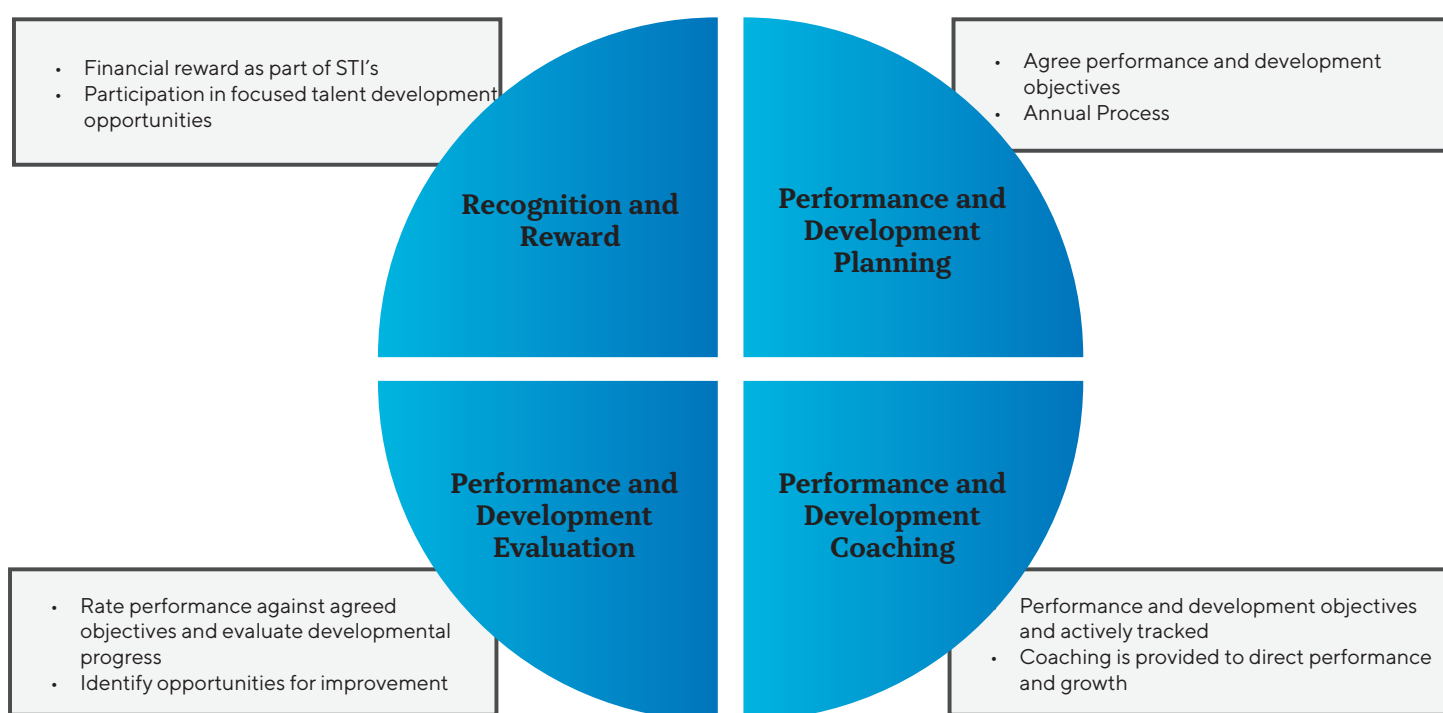 • Financial reward as part of STI's
• Participation in focused talent development
opportunities
Recognition and
Reward
• Agree performance and development
objectives
• Annual Process
Performance and
Development
Planning
Performance and
Development
Evaluation
• Rate performance against agreed
objectives and evaluate developmental
progress
• Identify opportunities for improvement
Performance and
Development
Coaching
Performance and development objectives
and actively tracked
• Coaching is provided to direct performance
and growth